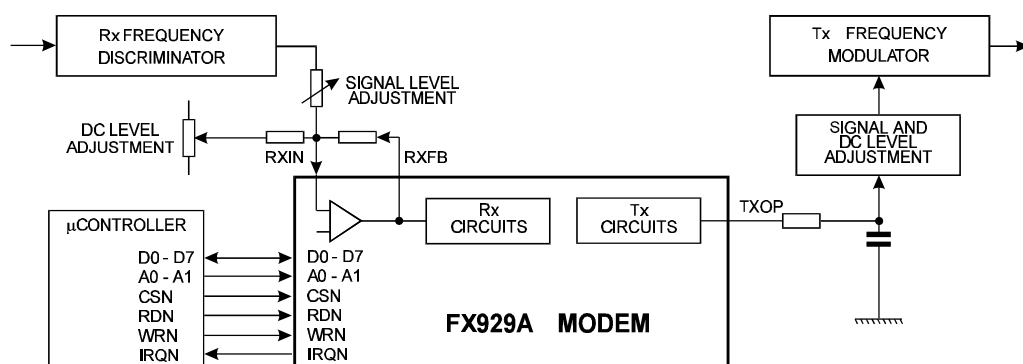 Rx FREQUENCY
DISCRIMINATOR
Tx FREQUENCY
MODULATOR
SIGNAL LEVEL
ADJUSTMENT
DC LEVEL
ADJUSTMENT
RXIN
RXFB
SIGNAL AND
DC LEVEL
ADJUSTMENT
µCONTROLLER
Rx
CIRCUITS
Tx
CIRCUITS
TXOP
D0 - D7
D0 - D7
A0 - A1
A0 - A1
CSN
CSN
RDN
RDN
WRN
WRN
IRQN
IRQN
FX929A MODEM